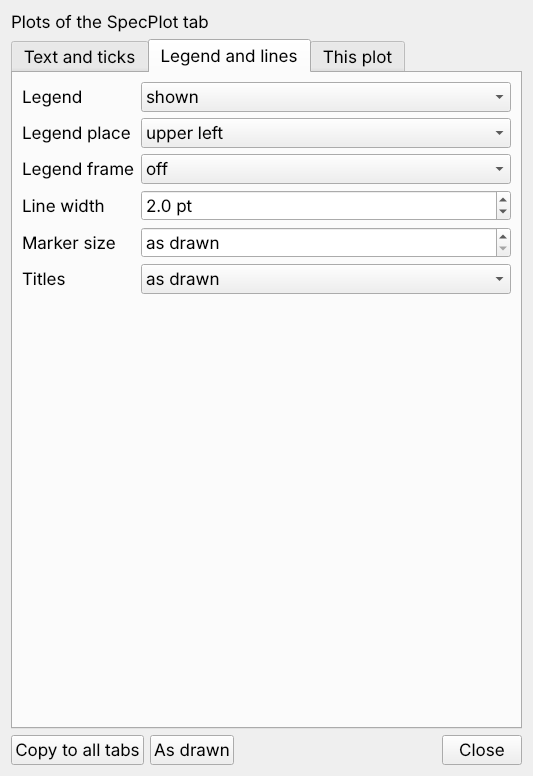 Plots of the SpecPlot tab
Text and ticks Legend and lines This plot
Legend shown
Legend place upper left
Legend frame off
Line width 2.0 pt
Marker size as drawn
Titles as drawn
Copy to all tabs As drawn Close